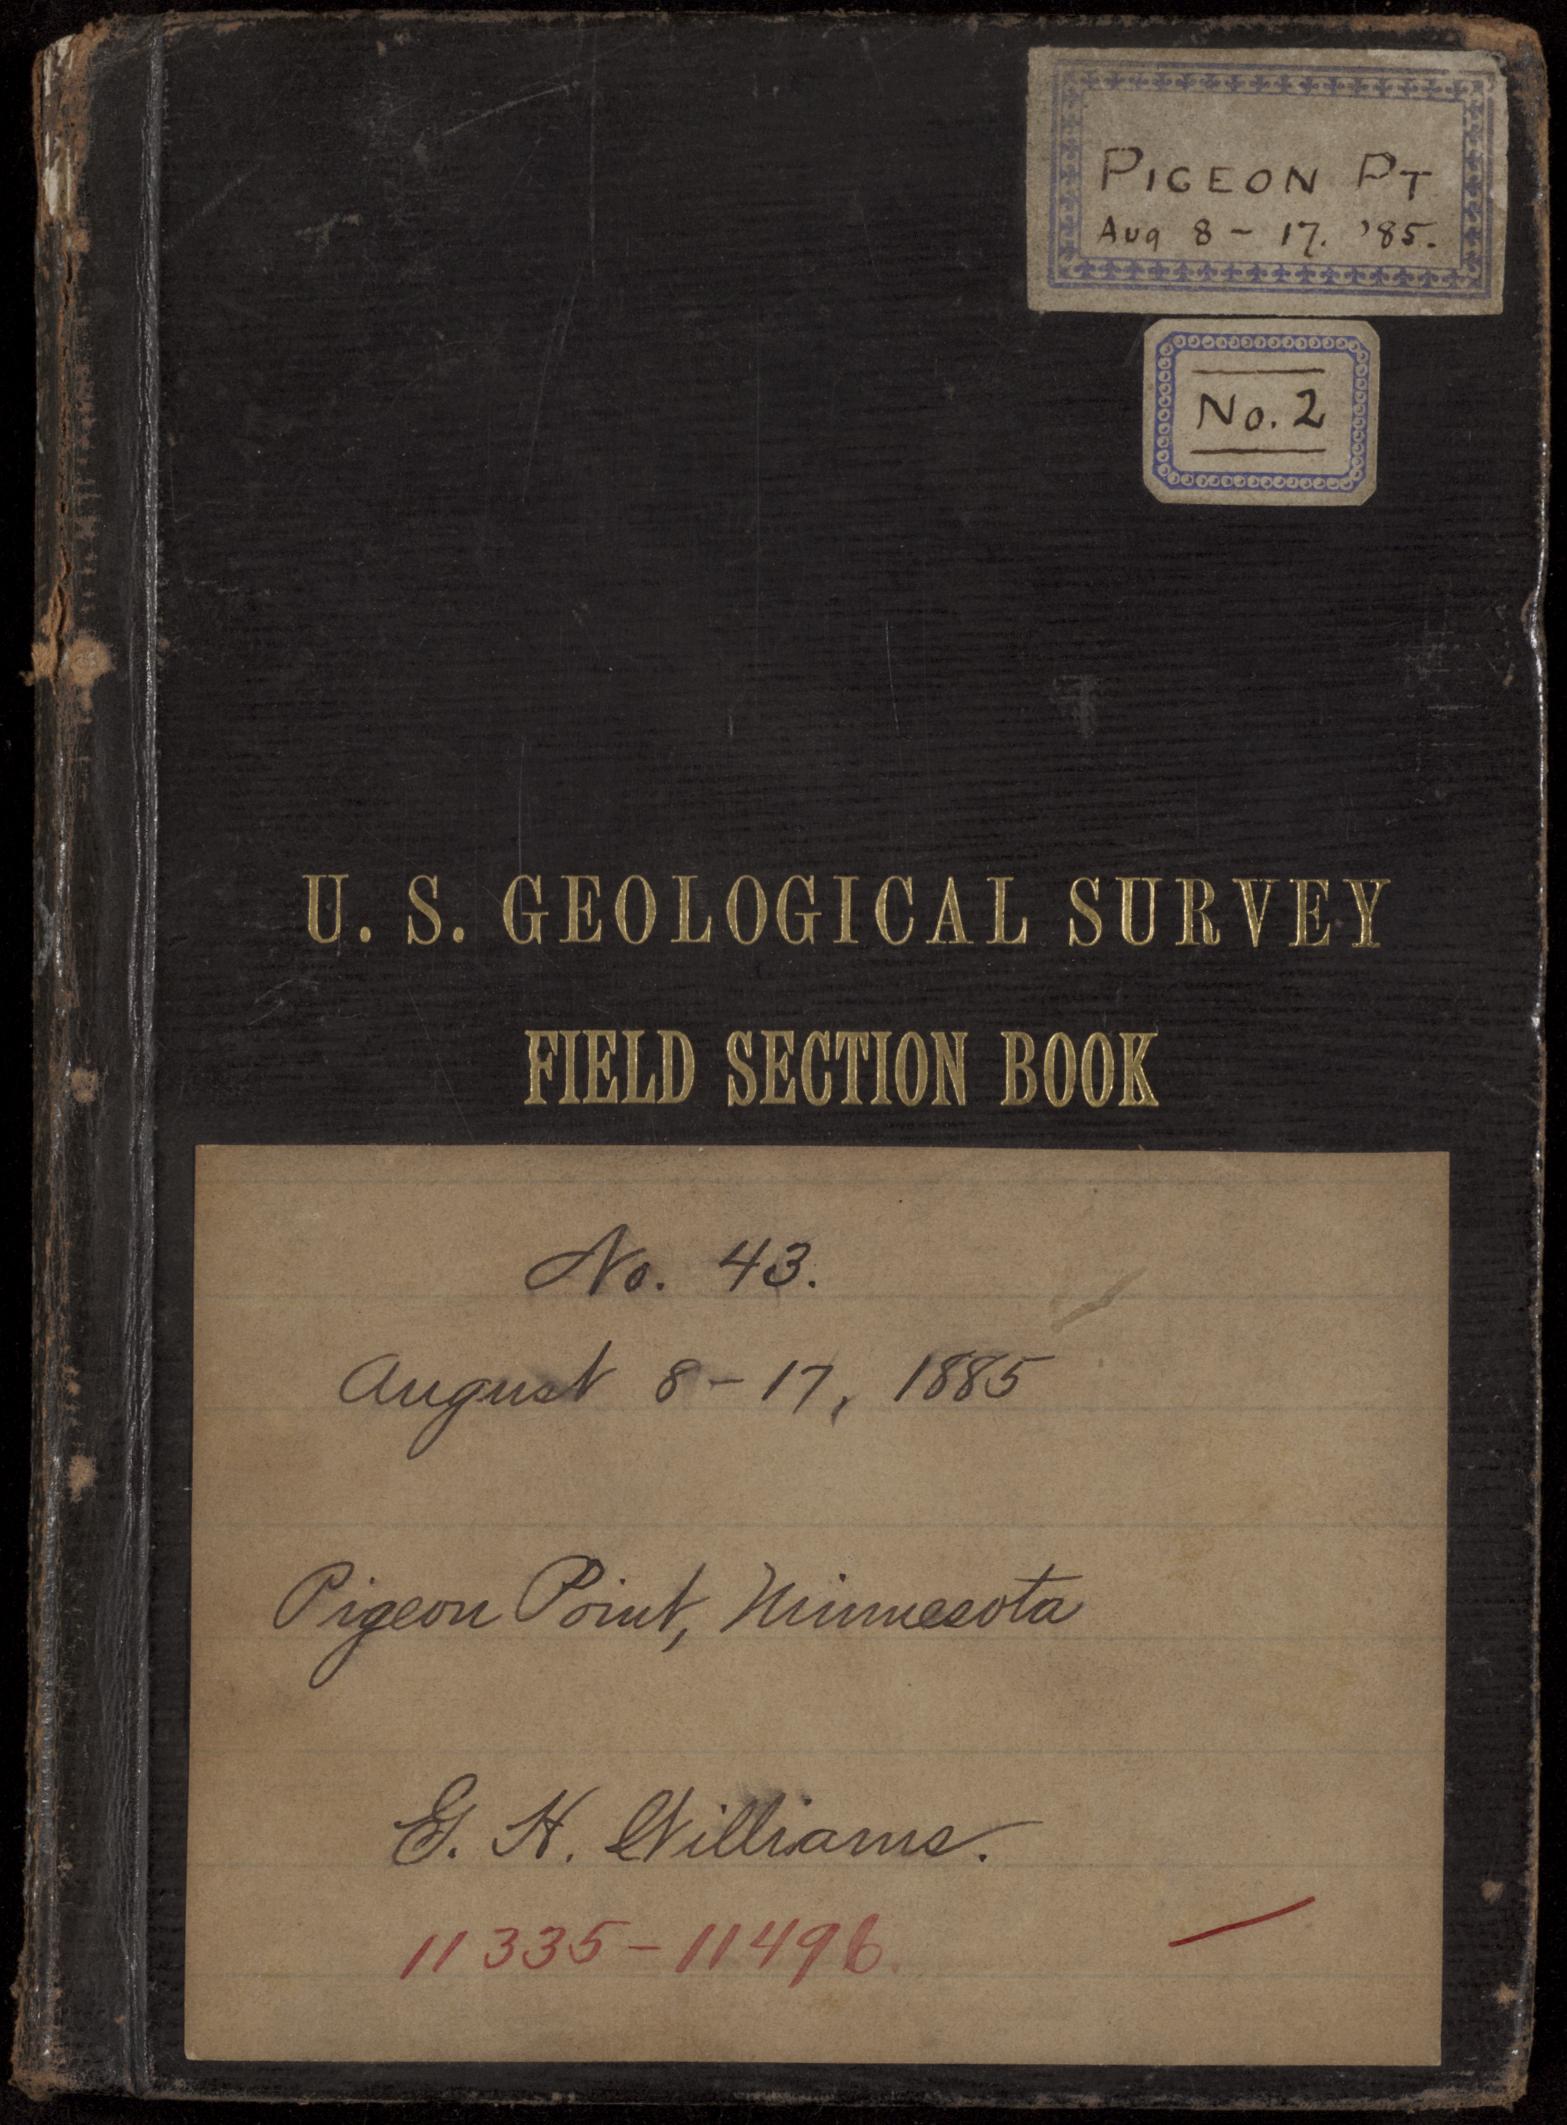 PIGEON PT
Aug 8 - 17. '85.
No. 2
U. S. GEOLOGICAL SURVEY
FIELD SECTION BOOK
No. 43.
August 8 - 17, 1885
Pigeon Point, Minnesota
G. H. Williams.
11335 - 11496.